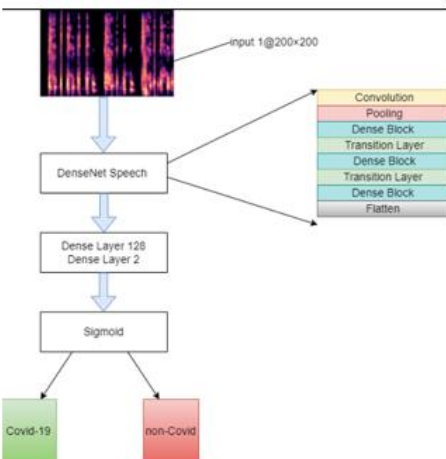 input 1@200×200
Convolution
Pooling
Dense Block
Transition Layer
Dense Block
Transition Layer
Dense Block
Flatten
DenseNet Speech
Dense Layer 128
Dense Layer 2
Sigmoid
Covid-19
non-Covid